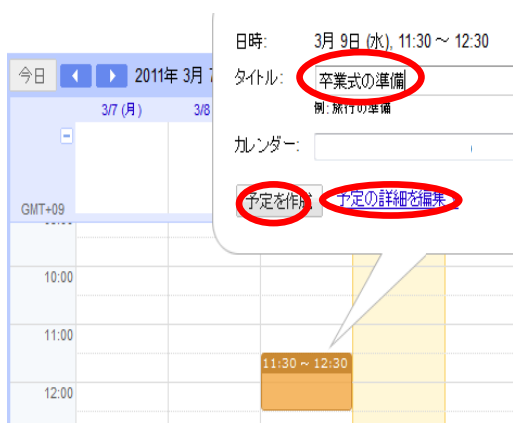 日時: 3月 9日 (水), 11:30 ~ 12:30
タイトル: 卒業式の準備
例: 旅行の準備
カレンダー:
予定を作成 予定の詳細を編集
今日 2011年 3月 7
3/7 (月) 3/8
GMT+09
10:00
11:00
11:30 ~ 12:30
12:00